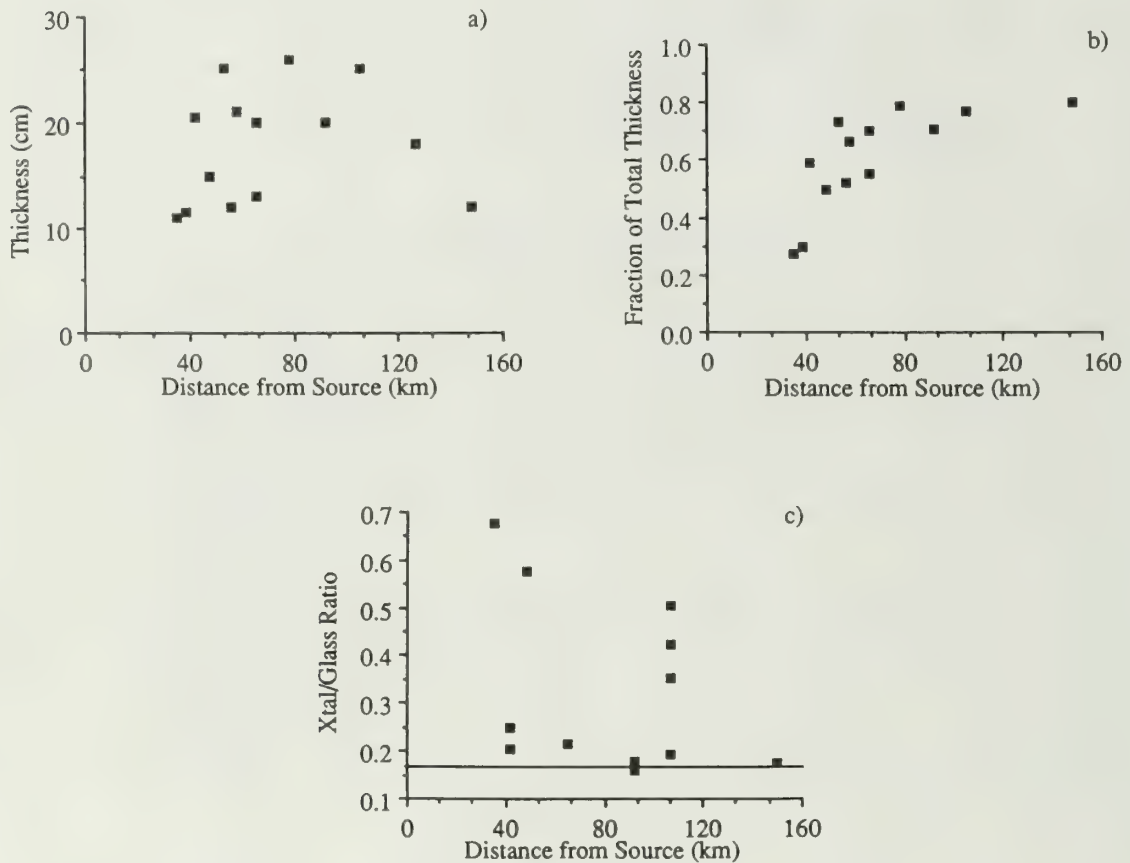 a)
30
20
10
0
Thickness (cm)
0 40 80 120 160
Distance from Source (km)
b)
1.0
0.8
0.6
0.4
0.2
0.0
Fraction of Total Thickness
0 40 80 120 160
Distance from Source (km)
c)
0.7
0.6
0.5
0.4
0.3
0.2
0.1
Xtal/Glass Ratio
0 40 80 120 160
Distance from Source (km)